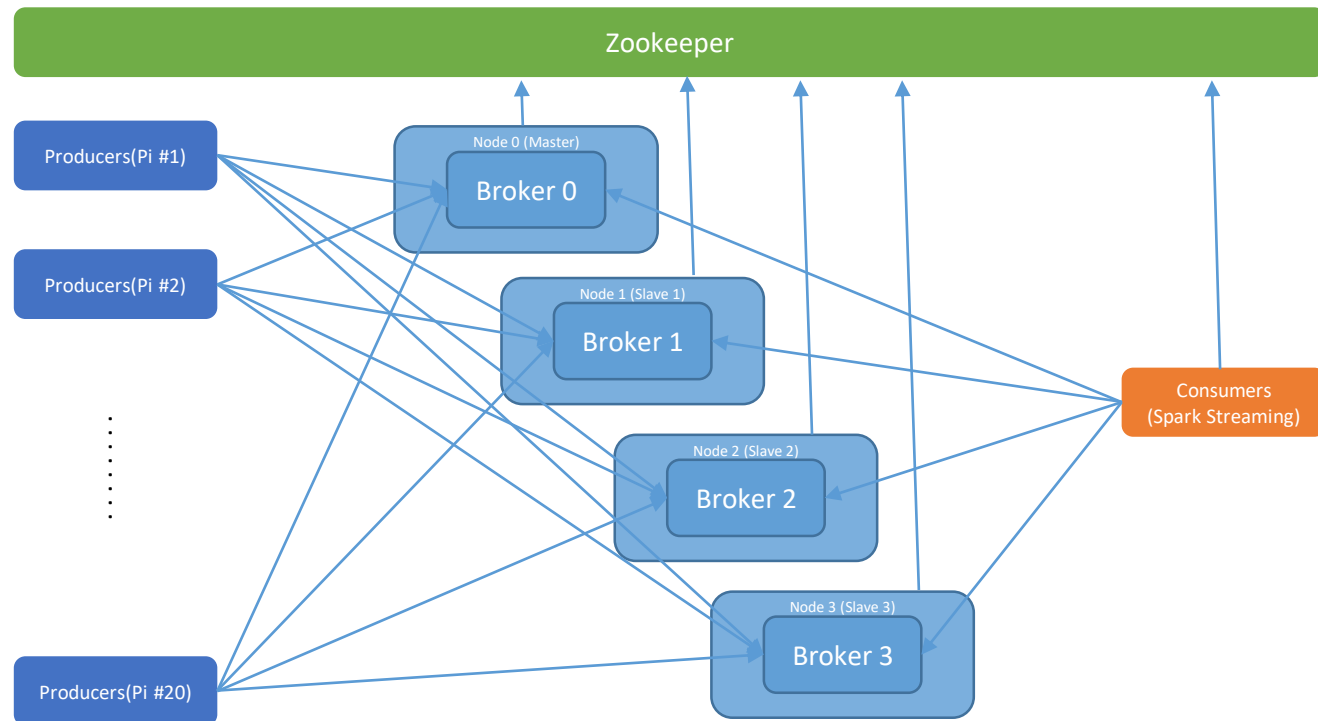 Zookeeper
Producers(Pi #1)
Node 0 (Master)
Broker 0
Producers(Pi #2)
Node 1 (Slave 1)
Broker 1
Consumers
(Spark Streaming)
Node 2 (Slave 2)
Broker 2
Node 3 (Slave 3)
Broker 3
Producers(Pi #20)